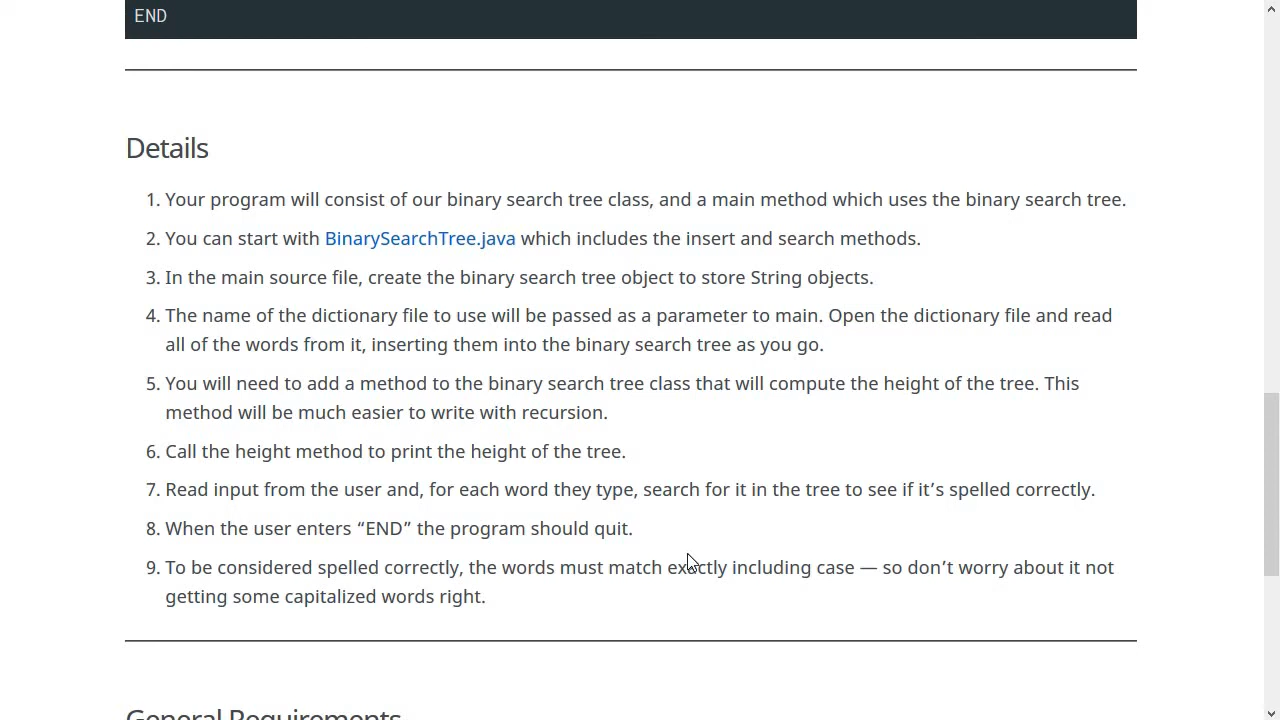 END
Details
1. Your program will consist of our binary search tree class, and a main method which uses the binary search tree.
2. You can start with BinarySearchTree.java which includes the insert and search methods.
3. In the main source file, create the binary search tree object to store String objects.
4. The name of the dictionary file to use will be passed as a parameter to main. Open the dictionary file and read
all of the words from it, inserting them into the binary search tree as you go.
5. You will need to add a method to the binary search tree class that will compute the height of the tree. This
method will be much easier to write with recursion.
6. Call the height method to print the height of the tree.
7. Read input from the user and, for each word they type, search for it in the tree to see if it’s spelled correctly.
8. When the user enters “END” the program should quit.
9. To be considered spelled correctly, the words must match exactly including case — so don’t worry about it not
getting some capitalized words right.
General Requirements